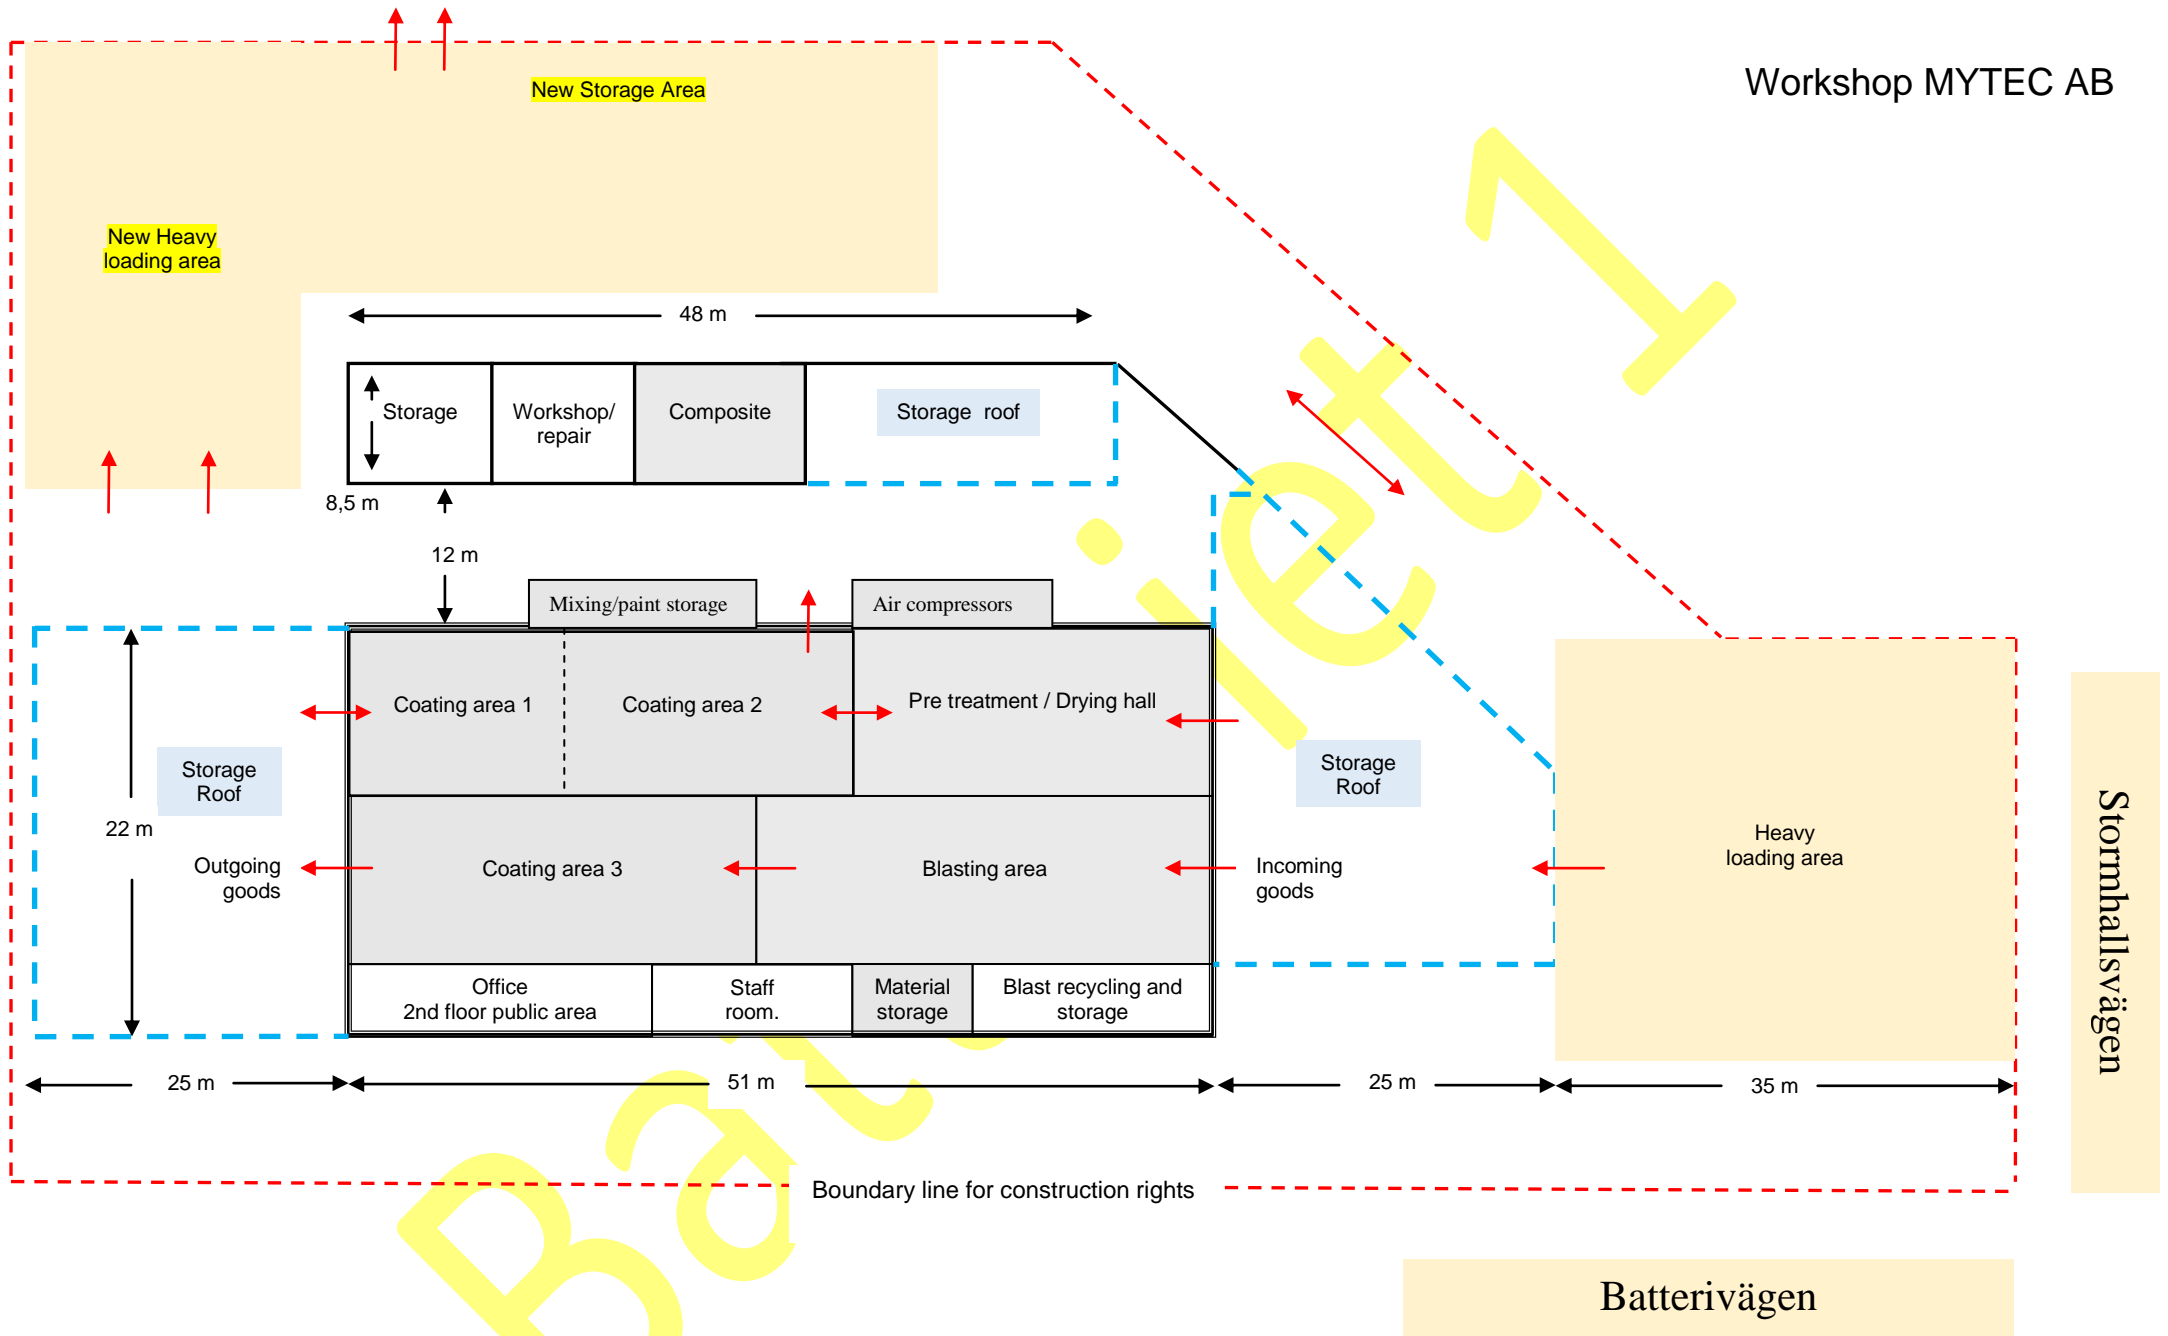 Workshop MYTEC AB
New Storage Area
New Heavy
loading area
48 m
Storage
Workshop/
repair
Composite
Storage roof
8,5 m
12 m
Mixing/paint storage
Air compressors
Coating area 1
Coating area 2
Pre treatment / Drying hall
Storage
Roof
Storage
Roof
22 m
Outgoing
goods
Coating area 3
Blasting area
Incoming
goods
Heavy
loading area
Office
2nd floor public area
Staff
room.
Material
storage
Blast recycling and
storage
25 m
51 m
25 m
35 m
Boundary line for construction rights
Stormhallsvägen
Batterivägen